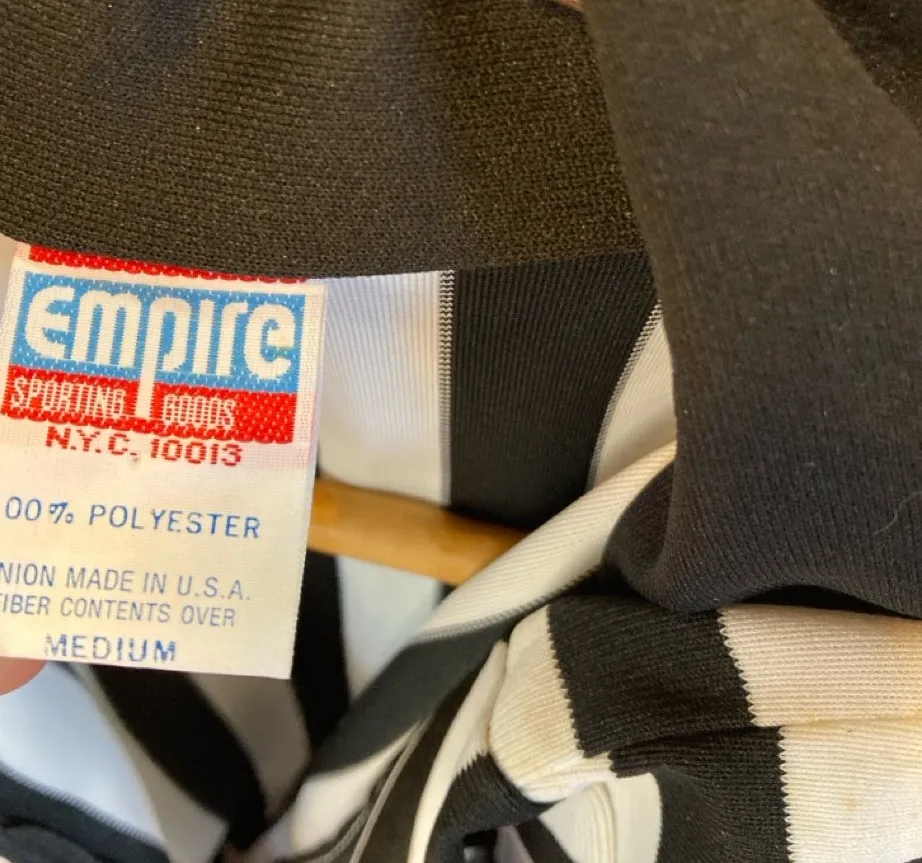 empire
SPORTING GOODS
N.Y.C. 10013
00% POLYESTER
NION MADE IN U.S.A.
FIBER CONTENTS OVER
MEDIUM